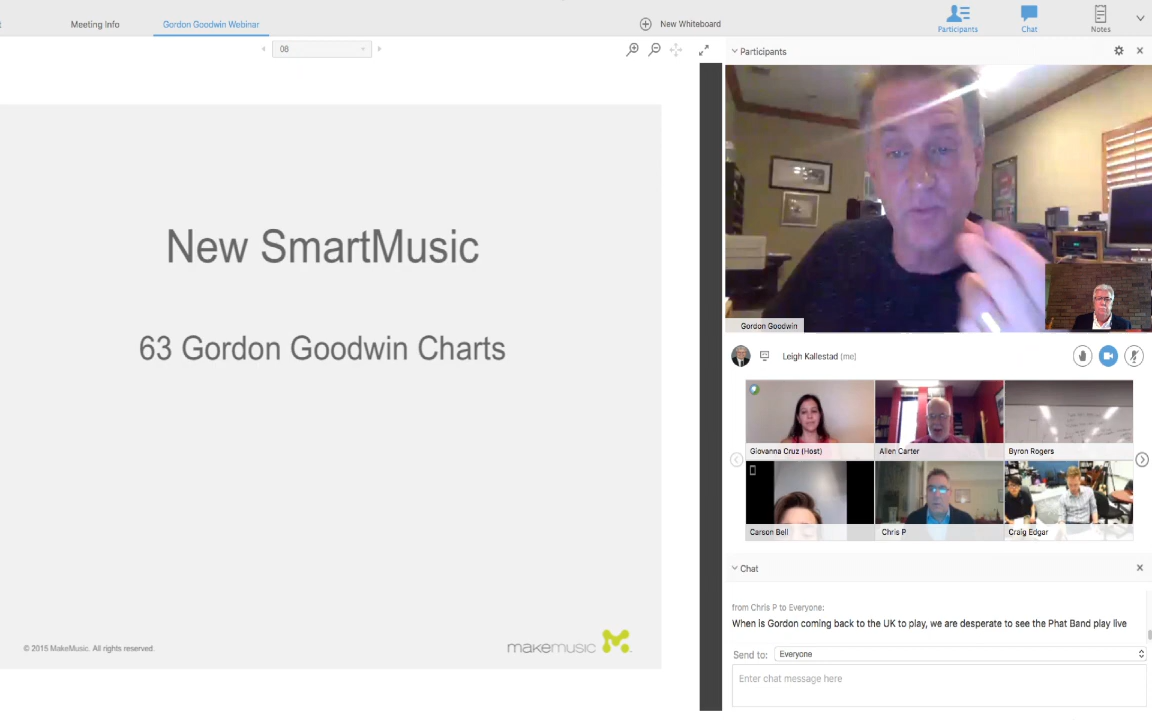 Meeting Info
Gordon Goodwin Webinar
New Whiteboard
Participants
Chat
Notes
08
New SmartMusic
63 Gordon Goodwin Charts
© 2015 MakeMusic. All rights reserved.
makemusic
Participants
Gordon Goodwin
Leigh Kallestad (me)
Giovanna Cruz (Host)
Allen Carter
Byron Rogers
Carson Bell
Chris P
Craig Edgar
Chat
from Chris P to Everyone:
When is Gordon coming back to the UK to play, we are desperate to see the Phat Band play live
Send to:
Everyone
Enter chat message here